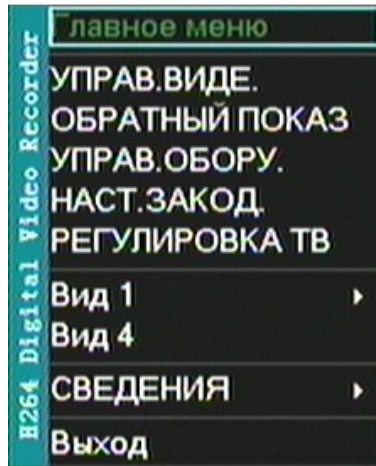 Главное меню
УПРАВ.ВИДЕ.
ОБРАТНЫЙ ПОКАЗ
УПРАВ.ОБОРУ.
НАСТ.ЗАКОД.
РЕГУЛИРОВКА ТВ
Вид 1
Вид 4
СВЕДЕНИЯ
Выход
H264 Digital Video Recorder